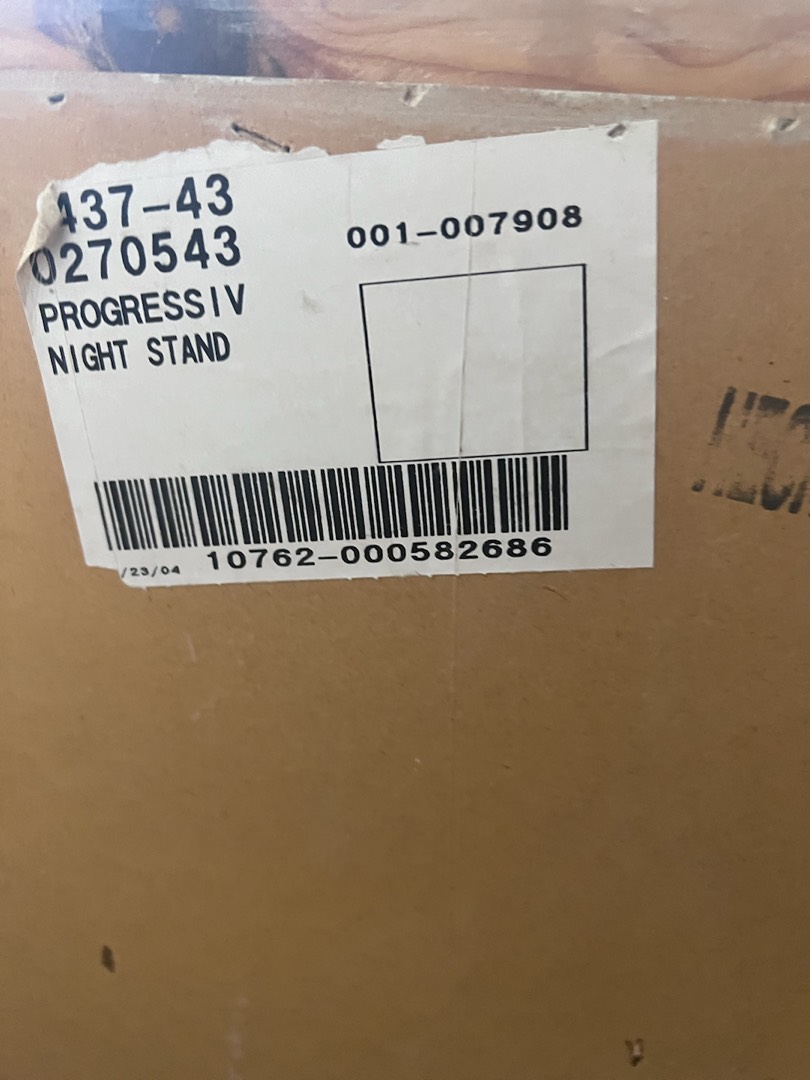 437-43
0270543
PROGRESSIV
NIGHT STAND
001-007908
/23/04
10762-000582686